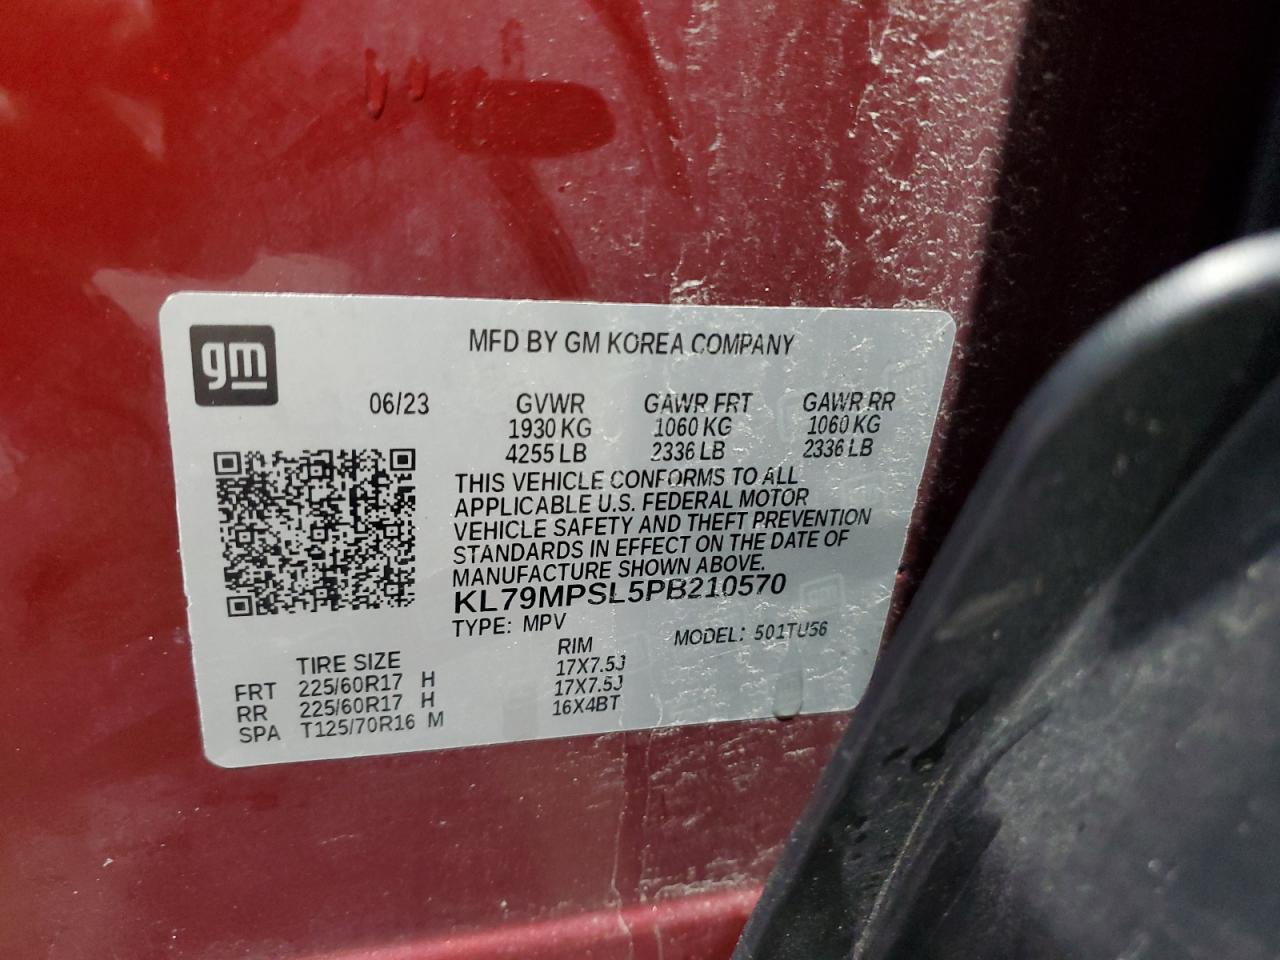 gm
MFD BY GM KOREA COMPANY
06/23 GVWR GAWR FRT GAWR RR
1930 KG 1060 KG 1060 KG
4255 LB 2336 LB 2336 LB
THIS VEHICLE CONFORMS TO ALL
APPLICABLE U.S. FEDERAL MOTOR
VEHICLE SAFETY AND THEFT PREVENTION
STANDARDS IN EFFECT ON THE DATE OF
MANUFACTURE SHOWN ABOVE.
KL79MPSL5PB210570
TYPE: MPV MODEL: 501TU56
TIRE SIZE RIM
FRT 225/60R17 H 17X7.5J
RR 225/60R17 H 17X7.5J
SPA T125/70R16 M 16X4BT